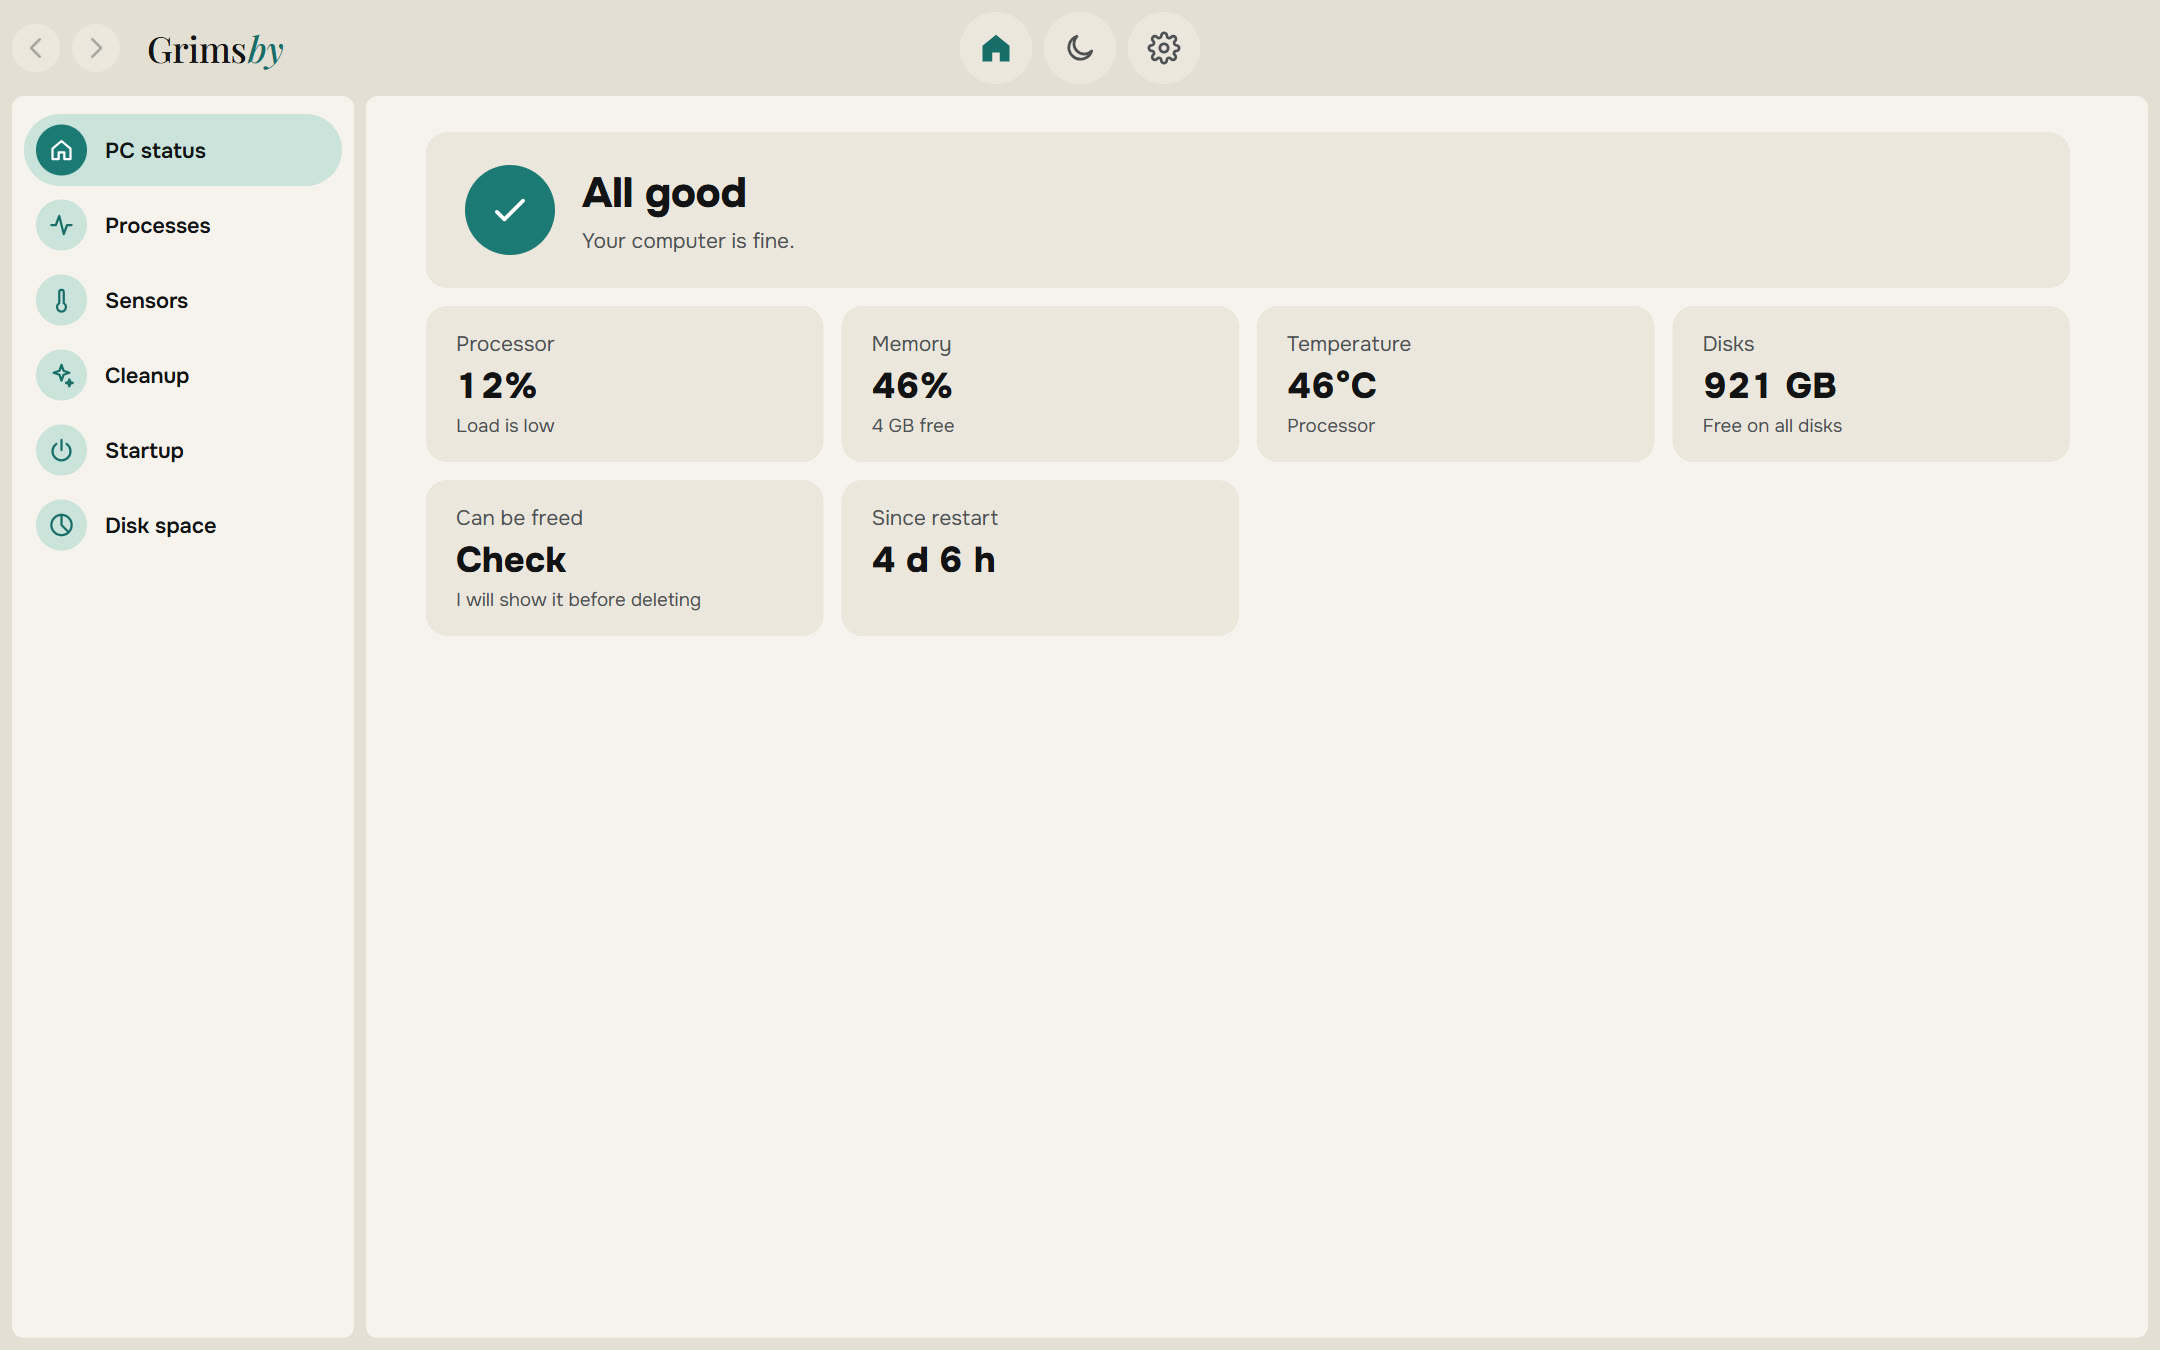 Grimsby
PC status
Processes
Sensors
Cleanup
Startup
Disk space
All good
Your computer is fine.
Processor
12%
Load is low
Memory
46%
4 GB free
Temperature
46°C
Processor
Disks
921 GB
Free on all disks
Can be freed
Check
I will show it before deleting
Since restart
4 d 6 h